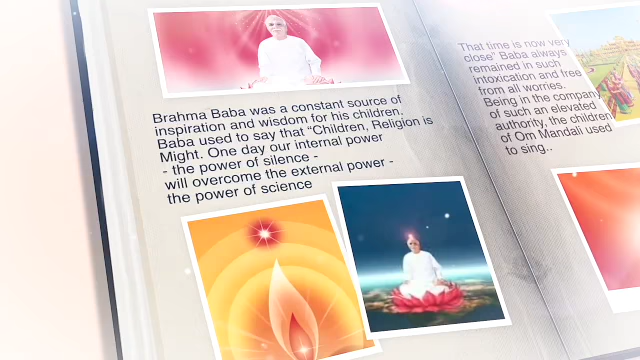 Brahma Baba was a constant source of
inspiration and wisdom for his children.
Baba used to say that “Children, Religion is
Might. One day our internal power
- the power of silence -
will overcome the external power -
the power of science
That time is now very
close” Baba always
remained in such
intoxication and free
from all worries.
Being in the company
of such an elevated
authority, the children
of Om Mandali used
to sing..